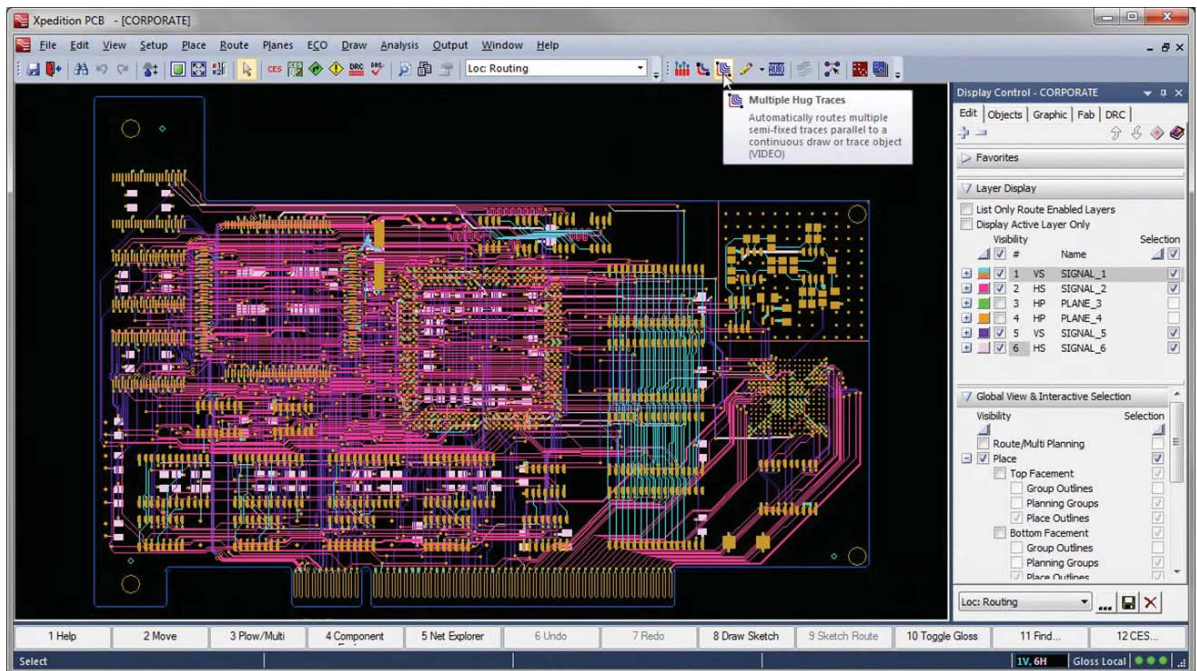 Xpedition PCB - [CORPORATE]
File Edit View Setup Place Route Planes ECO Draw Analysis Output Window Help
CES DRC Loc: Routing AUTO
Multiple Hug Traces
Automatically routes multiple
semi-fixed traces parallel to a
continuous draw or trace object
(VIDEO)
Display Control - CORPORATE
Edit Objects Graphic Fab DRC
Favorites
Layer Display
List Only Route Enabled Layers
Display Active Layer Only
Visibility Selection
# Name
1 VS SIGNAL_1
2 HS SIGNAL_2
3 HP PLANE_3
4 HP PLANE_4
5 VS SIGNAL_5
6 HS SIGNAL_6
Global View & Interactive Selection
Visibility Selection
Route/Multi Planning
Place
Top Facement
Group Outlines
Planning Groups
Place Outlines
Bottom Facement
Group Outlines
Planning Groups
Place Outlines
Loc: Routing
1 Help 2 Move 3 Plow/Multi 4 Component 5 Net Explorer 6 Undo 7 Redo 8 Draw Sketch 9 Sketch Route 10 Toggle Gloss 11 Find... 12 CES...
Select 1V, 6H Gloss Local